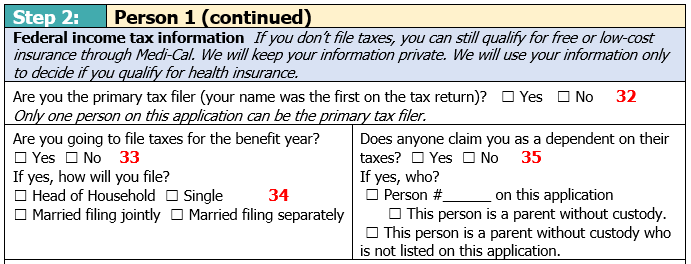 Step 2: Person 1 (continued)
Federal income tax information If you don't file taxes, you can still qualify for free or low-cost
insurance through Medi-Cal. We will keep your information private. We will use your information only
to decide if you qualify for health insurance.
Are you the primary tax filer (your name was the first on the tax return)? ☐ Yes ☐ No 32
Only one person on this application can be the primary tax filer.
Are you going to file taxes for the benefit year?
☐ Yes ☐ No 33
If yes, how will you file?
☐ Head of Household ☐ Single 34
☐ Married filing jointly ☐ Married filing separately
Does anyone claim you as a dependent on their
taxes? ☐ Yes ☐ No 35
If yes, who?
☐ Person #______ on this application
☐ This person is a parent without custody.
☐ This person is a parent without custody who
is not listed on this application.